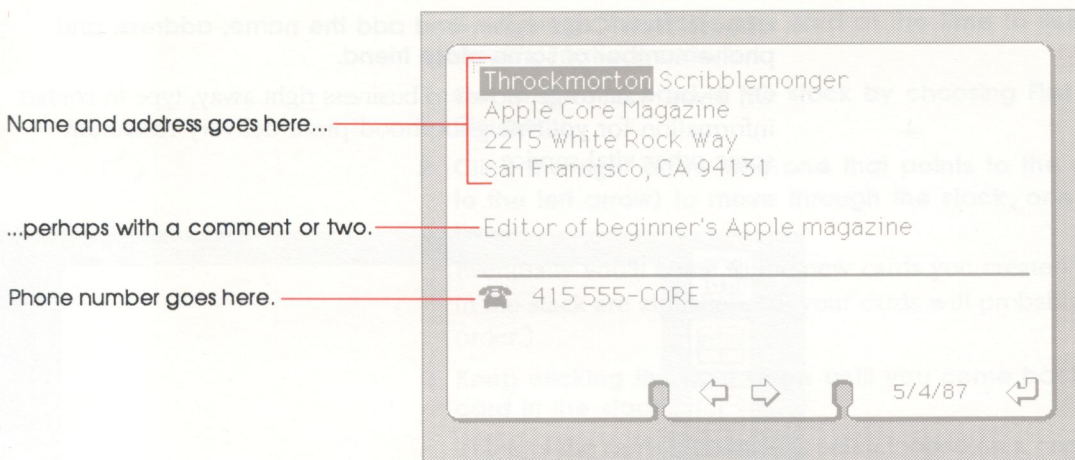 Throckmorton Scribblemonger
Apple Core Magazine
Name and address goes here...
2215 White Rock Way
San Francisco, CA 94131
...perhaps with a comment or two.
Editor of beginner's Apple magazine
Phone number goes here.
415 555-CORE
5/4/87